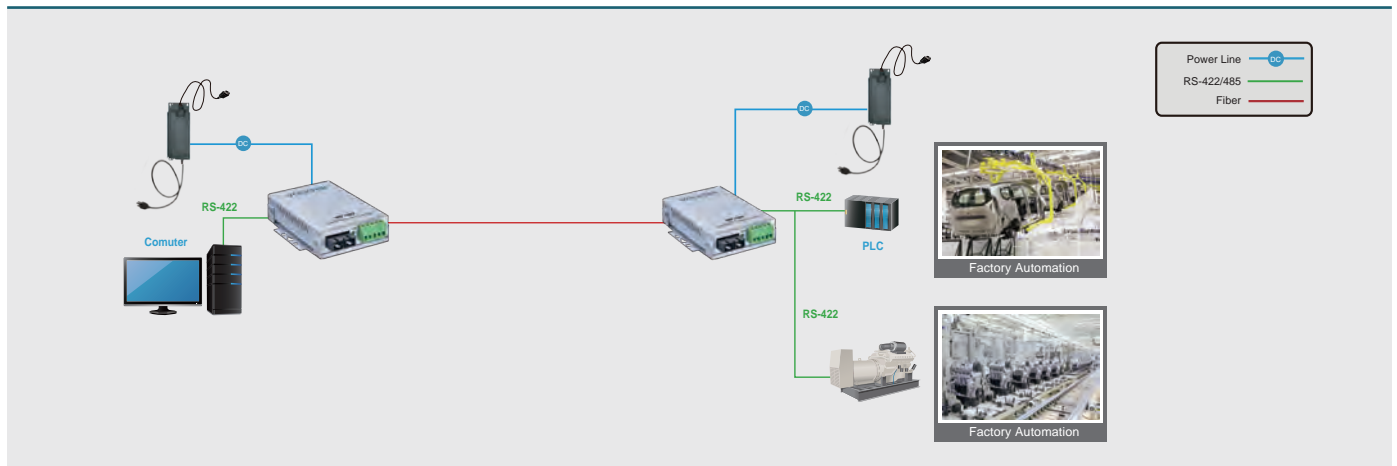 Power Line
DC
RS-422/485
Fiber
DC
DC
RS-422
Comuter
RS-422
PLC
RS-422
Factory Automation
Factory Automation